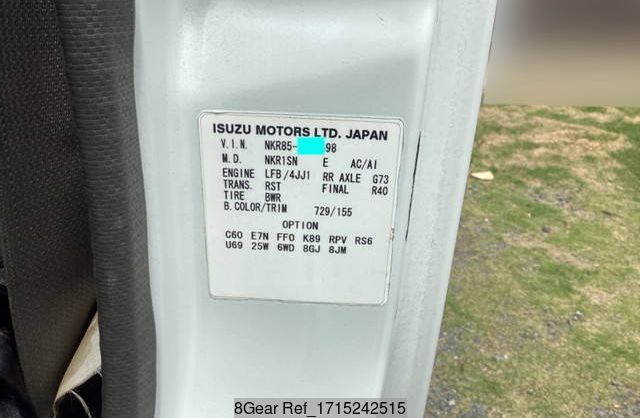 ISUZU MOTORS LTD. JAPAN
V.I.N. NKR85- 98
M.D. NKR1SN E AC/AI
ENGINE LFB/4JJ1 RR AXLE G73
TRANS. RST FINAL R40
TIRE BWR
B.COLOR/TRIM 729/155
OPTION
C60 E7N FF0 K89 RPV RS6
U69 25W 6WD 8GJ 8JM
8Gear Ref_1715242515